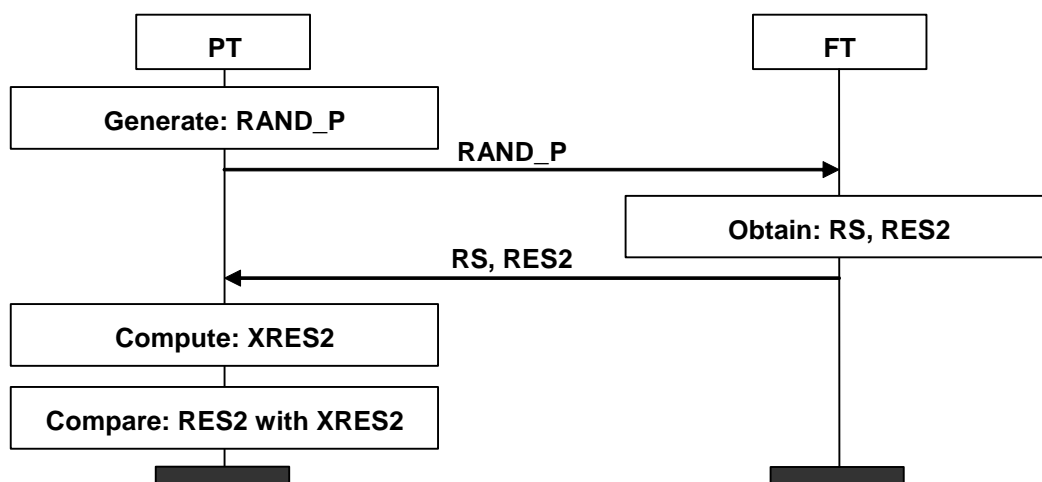 PT
FT
Generate: RAND_P
RAND_P
Obtain: RS, RES2
RS, RES2
Compute: XRES2
Compare: RES2 with XRES2